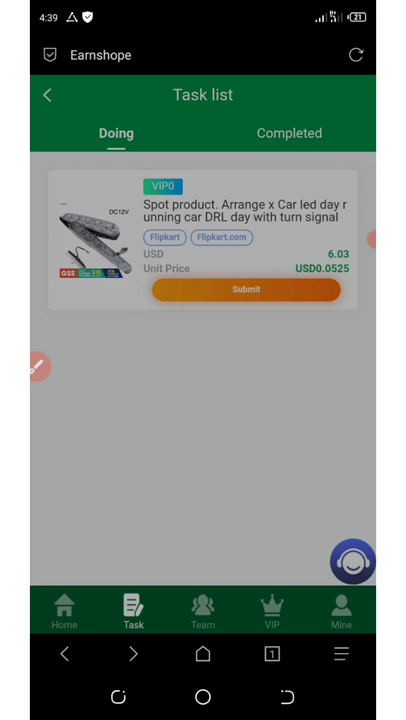 4:39
21
Earnshope
Task list
Doing
Completed
VIP0
Spot product. Arrange x Car led day r
unning car DRL day with turn signal
DC12V
Flipkart
Flipkart.com
USD
6.03
Unit Price
USD0.0525
GSS
Submit
Home
Task
Team
VIP
Mine
1